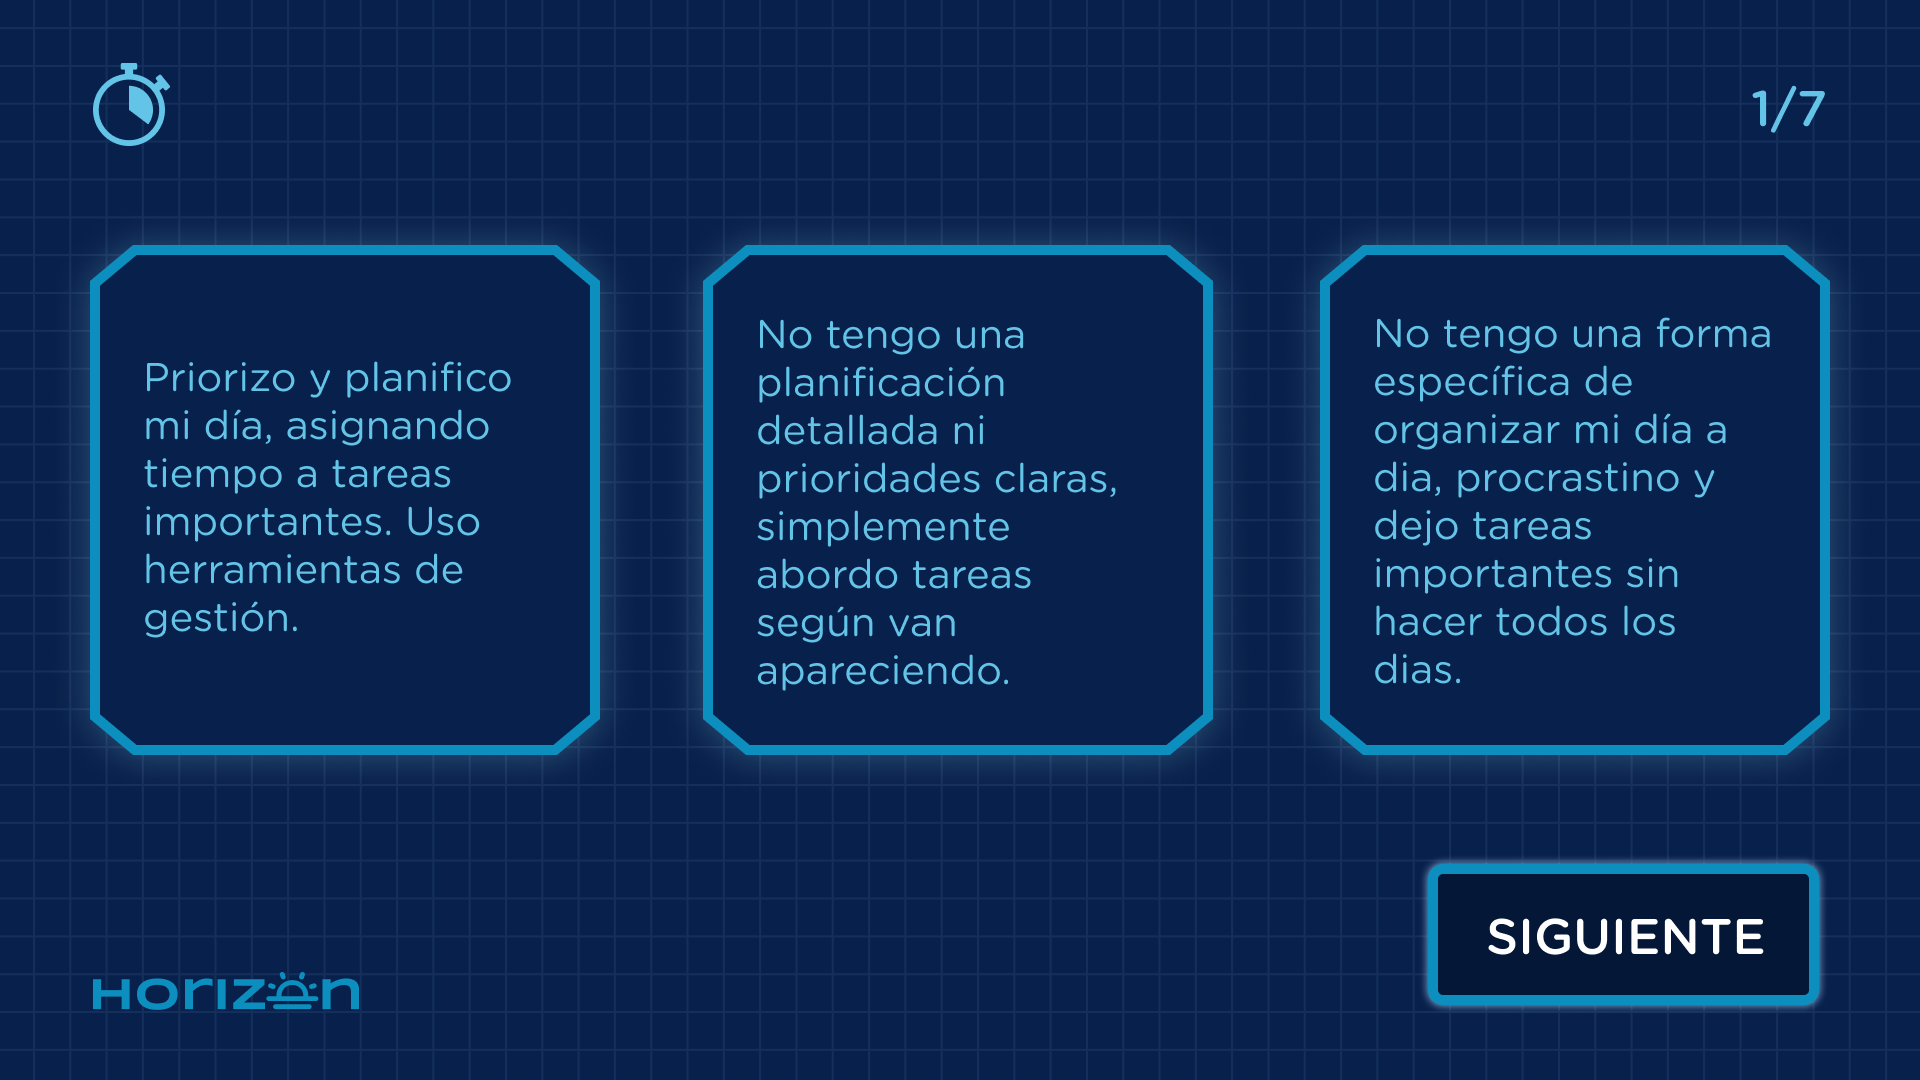 1/7
Priorizo y planifico
mi día, asignando
tiempo a tareas
importantes. Uso
herramientas de
gestión.
No tengo una
planificación
detallada ni
prioridades claras,
simplemente
abordo tareas
según van
apareciendo.
No tengo una forma
específica de
organizar mi día a
dia, procrastino y
dejo tareas
importantes sin
hacer todos los
dias.
SIGUIENTE
HORIZON